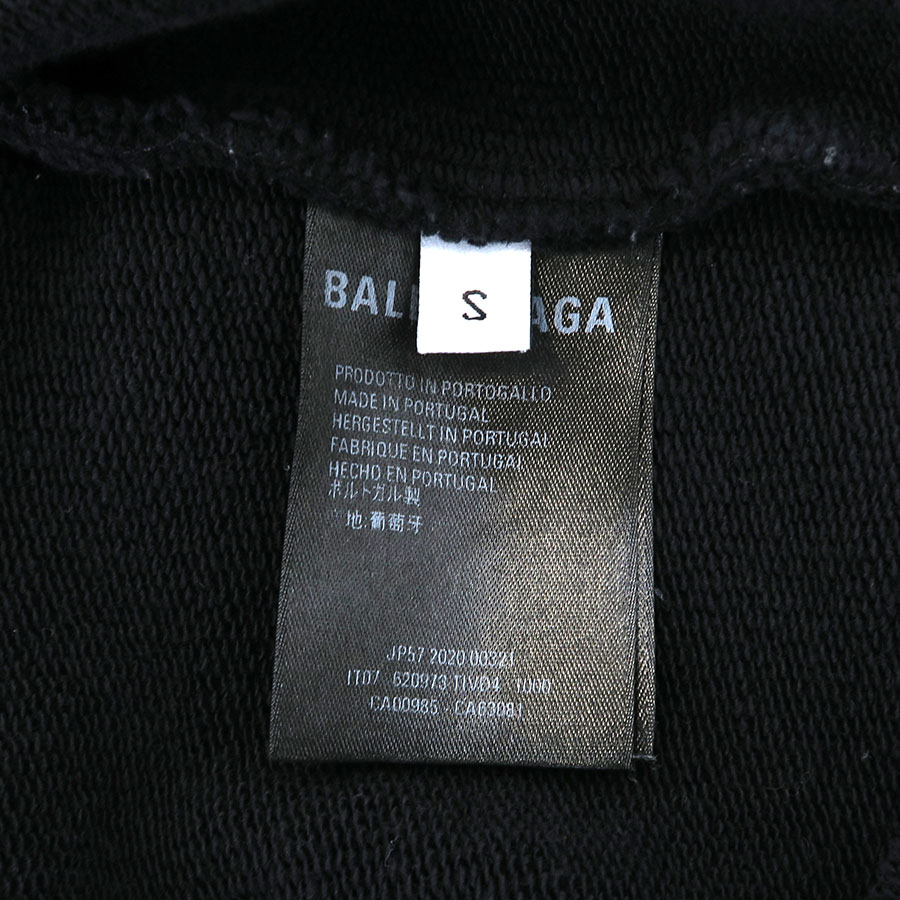 BAL S AGA
PRODOTTO IN PORTOGALLO
MADE IN PORTUGAL
HERGESTELLT IN PORTUGAL
FABRIQUE EN PORTUGAL
HECHO EN PORTUGAL
ポルトガル製
地:葡萄牙
JP57 2020 00321
IT07 620973 TIVD4 1000
CA00985 - CA63081